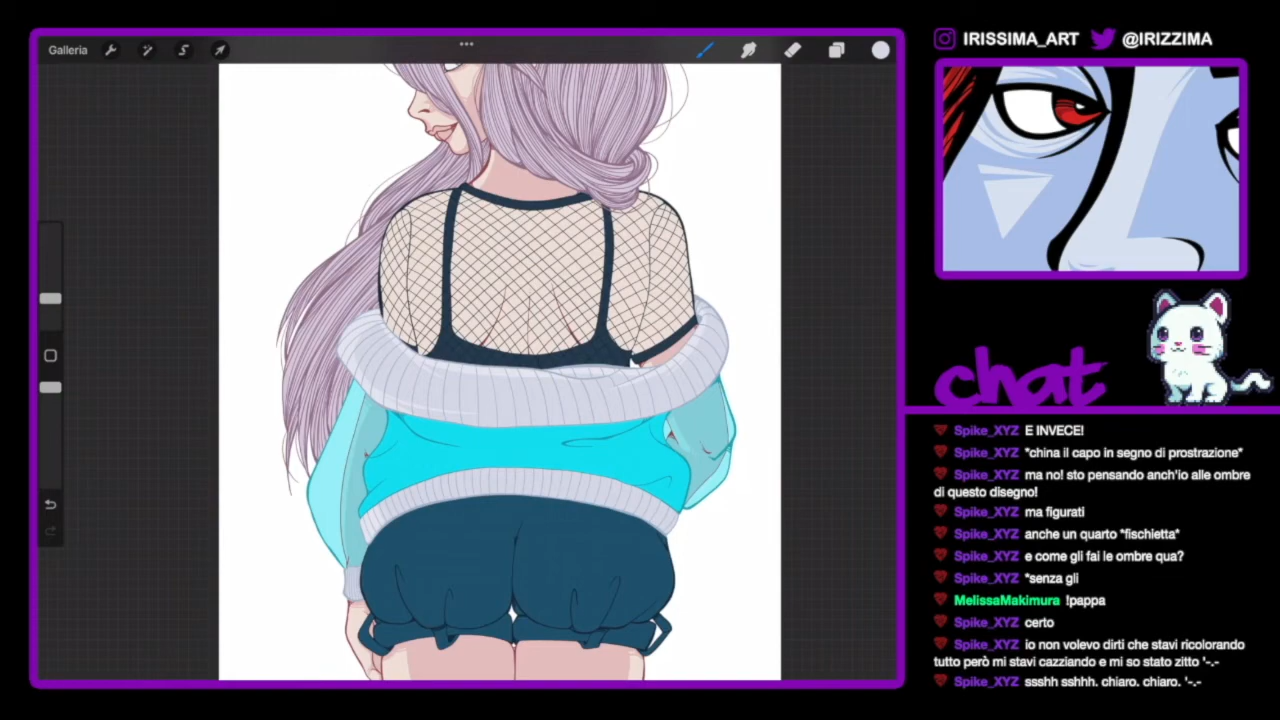 Galleria
IRISSIMA_ART @IRIZZIMA
chat
Spike_XYZ E INVECE!
Spike_XYZ *china il capo in segno di prostrazione*
Spike_XYZ ma no! sto pensando anch'io alle ombre
di questo disegno!
Spike_XYZ ma figurati
Spike_XYZ anche un quarto *fischietta*
Spike_XYZ e come gli fai le ombre qua?
Spike_XYZ *senza gli
MelissaMakimura !pappa
Spike_XYZ certo
Spike_XYZ io non volevo dirti che stavi ricolorando
tutto però mi stavi cazziando e mi so stato zitto '-.-
Spike_XYZ ssshh sshhh. chiaro. chiaro. '-.-